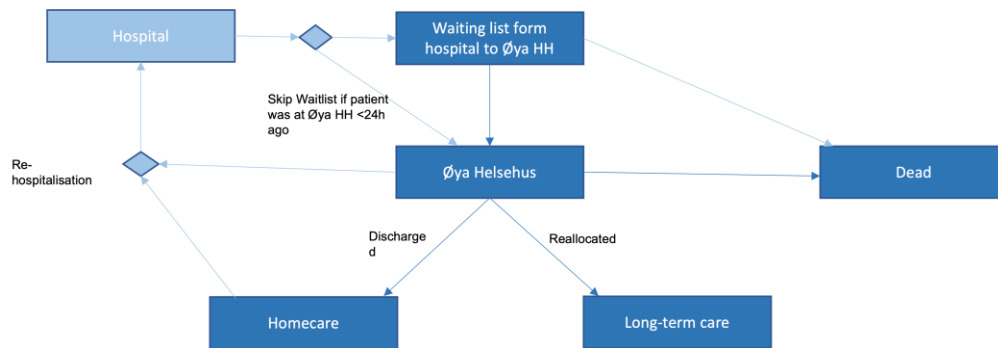 Hospital
Waiting list form
hospital to Øya HH
Skip Waitlist if patient
was at Øya HH <24h
ago
Re-
hospitalisation
Øya Helsehus
Dead
Discharge
d
Reallocated
Homecare
Long-term care